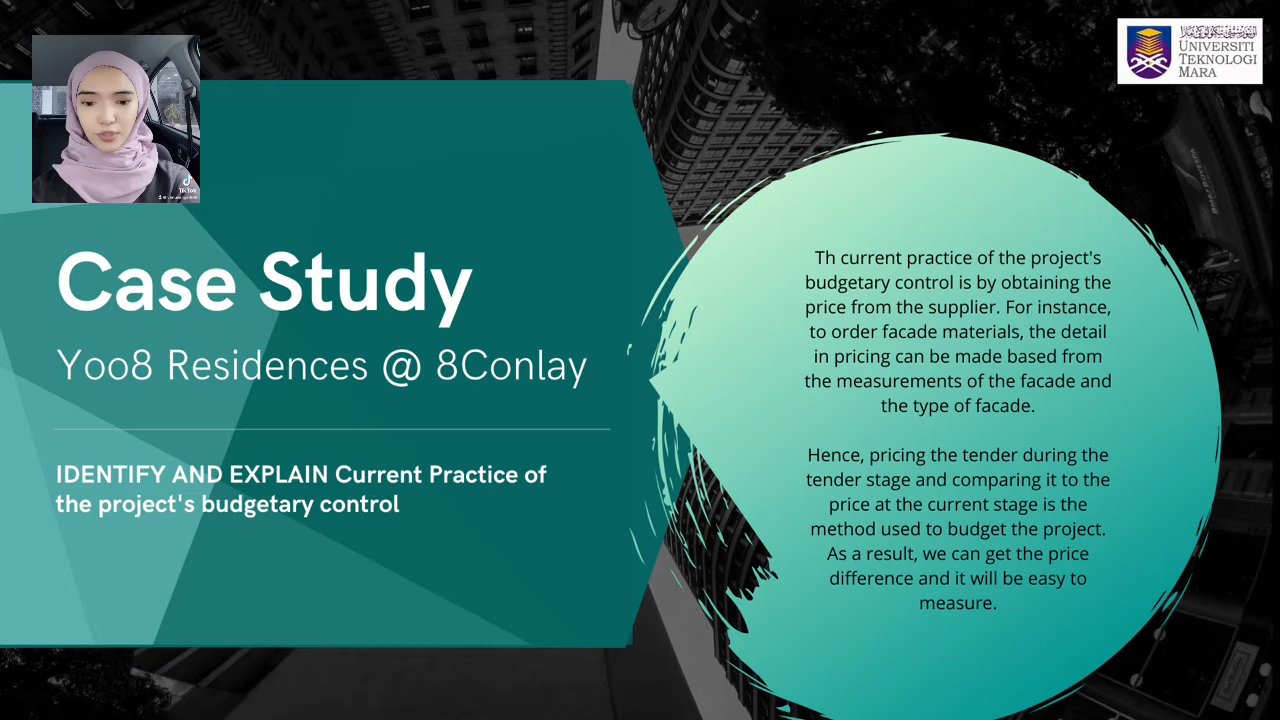 TikTok
UNIVERSITI
TEKNOLOGI
MARA
Case Study
Yoo8 Residences @ 8Conlay
IDENTIFY AND EXPLAIN Current Practice of
the project's budgetary control
Th current practice of the project's
budgetary control is by obtaining the
price from the supplier. For instance,
to order facade materials, the detail
in pricing can be made based from
the measurements of the facade and
the type of facade.
Hence, pricing the tender during the
tender stage and comparing it to the
price at the current stage is the
method used to budget the project.
As a result, we can get the price
difference and it will be easy to
measure.